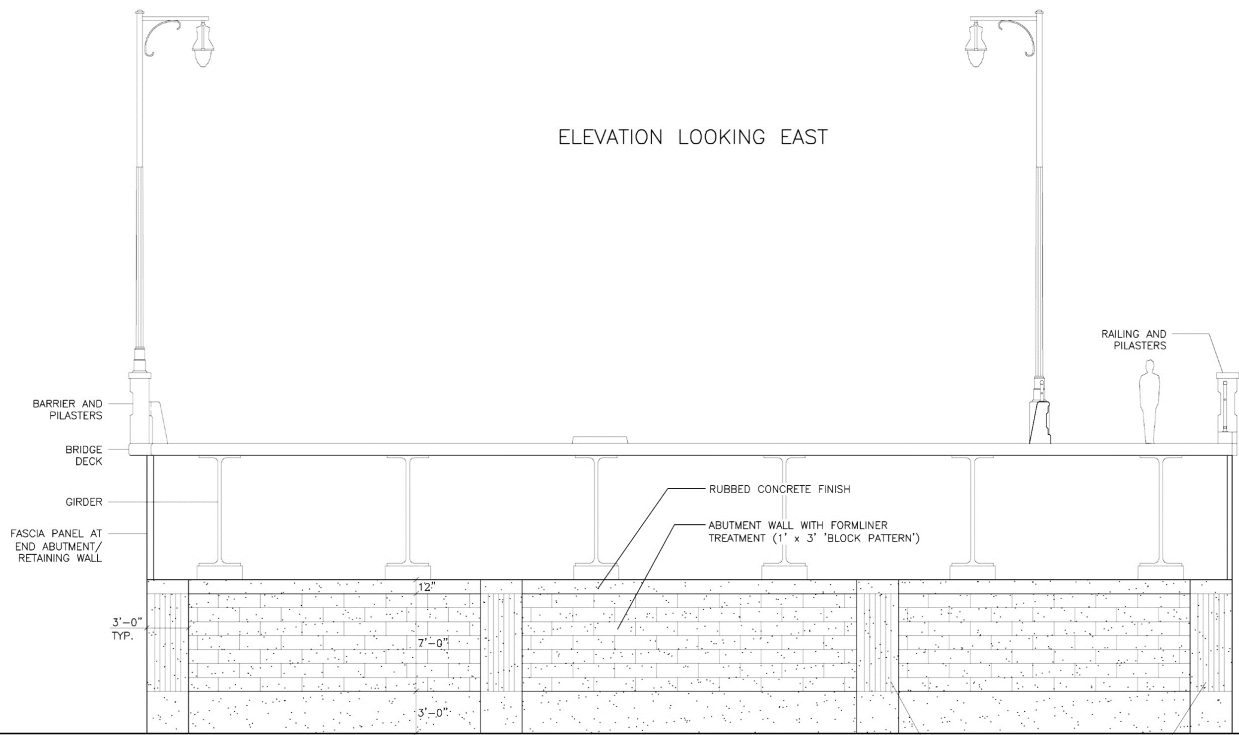 ELEVATION LOOKING EAST
RAILING AND
PILASTERS
BARRIER AND
PILASTERS
BRIDGE
DECK
GIRDER
RUBBED CONCRETE FINISH
ABUTMENT WALL WITH FORMLINER
TREATMENT (1' x 3' 'BLOCK PATTERN')
FASCIA PANEL AT
END ABUTMENT/
RETAINING WALL
12"
3'-0"
TYP.
7'-0"
3'-0"